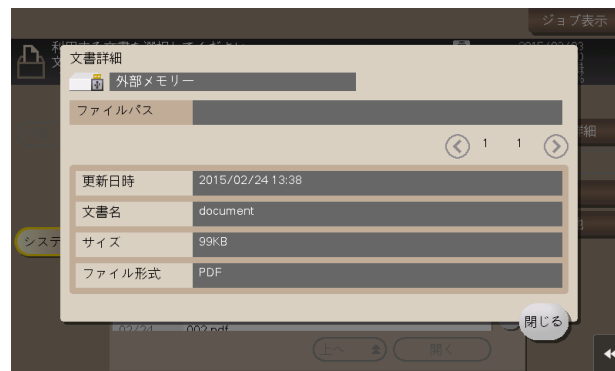 ジョブ表示
文書詳細
外部メモリー
ファイルパス
1 1
更新日時 2015/02/24 13:38
文書名 document
サイズ 99KB
ファイル形式 PDF
システ
閉じる
上へ 開く